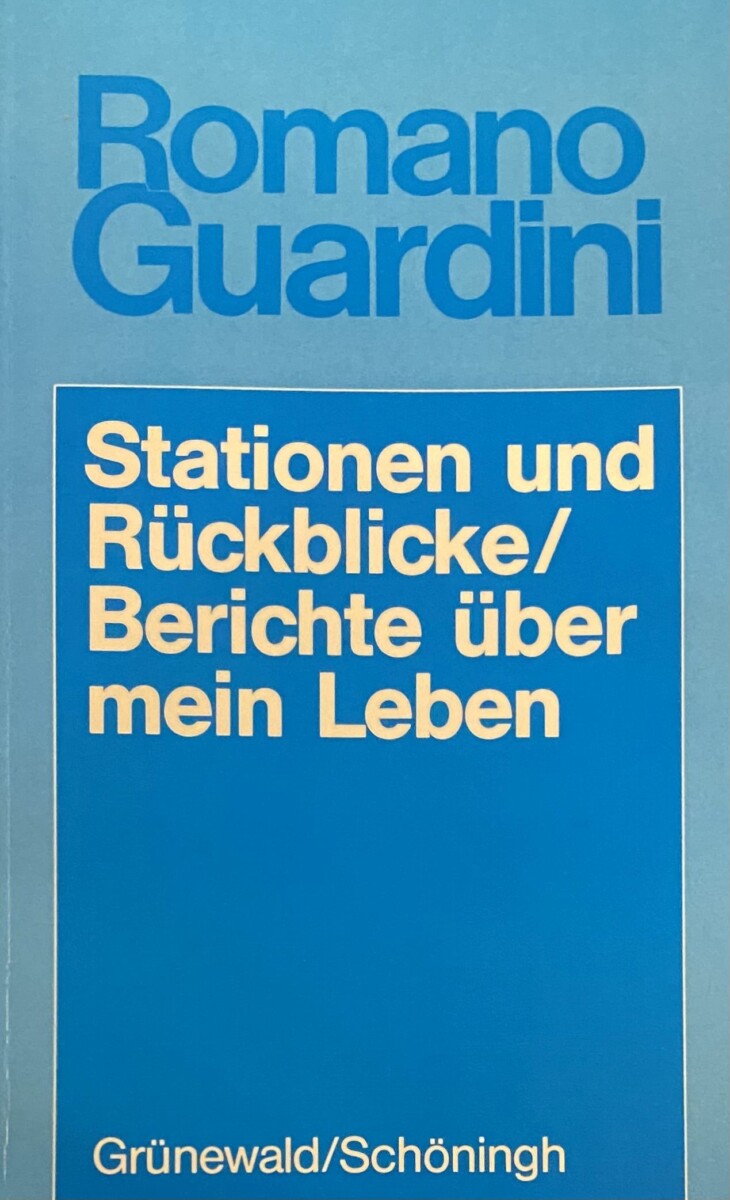 Romano
Guardini
Stationen und
Rückblicke/
Berichte über
mein Leben
Grünewald/Schöningh